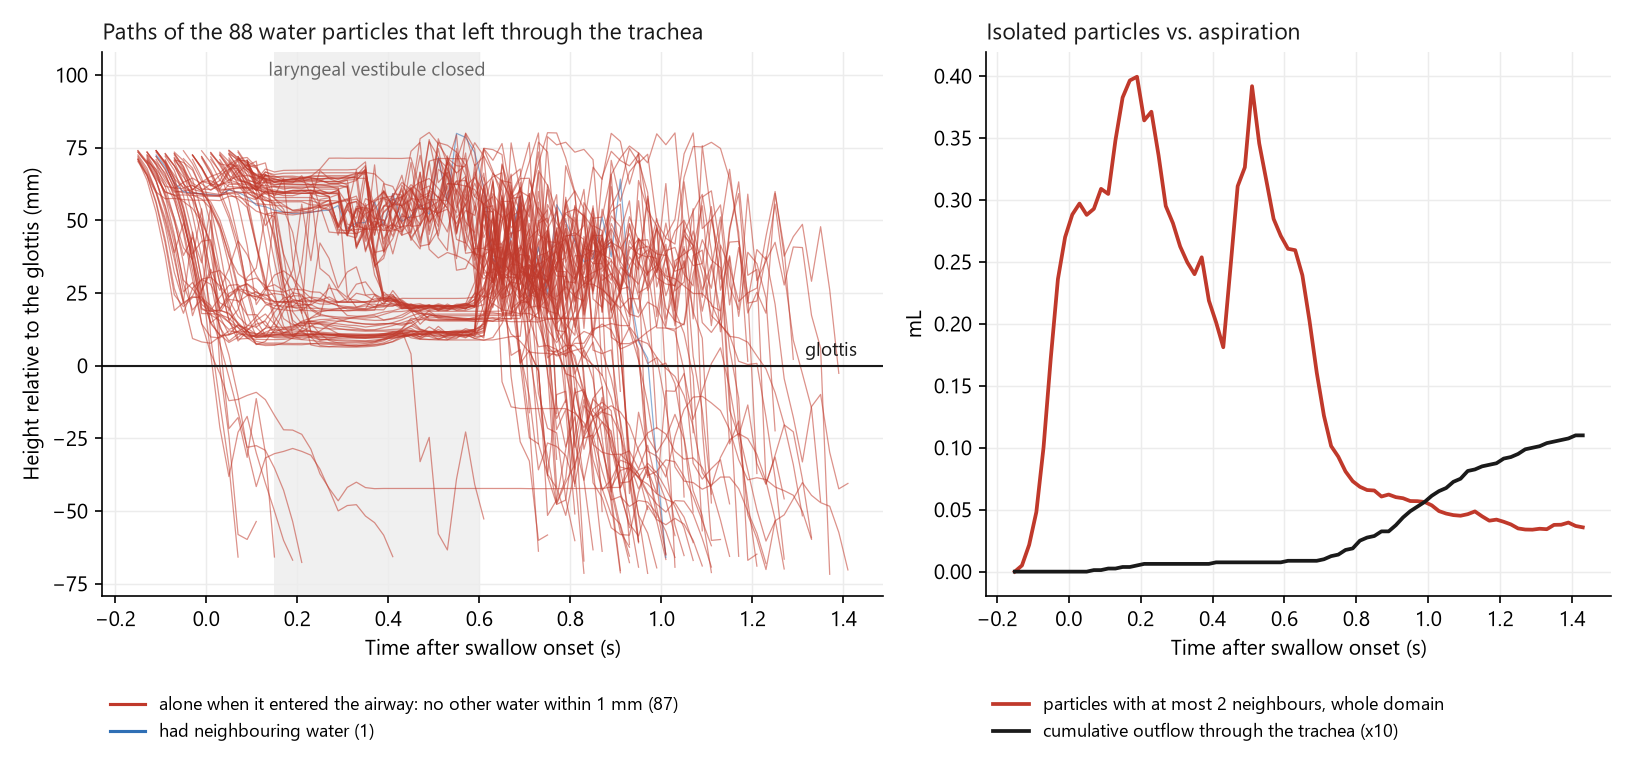 Paths of the 88 water particles that left through the trachea
laryngeal vestibule closed
100
75
50
25
0
−25
−50
−75
Height relative to the glottis (mm)
glottis
−0.2 0.0 0.2 0.4 0.6 0.8 1.0 1.2 1.4
Time after swallow onset (s)
alone when it entered the airway: no other water within 1 mm (87)
had neighbouring water (1)
Isolated particles vs. aspiration
0.40
0.35
0.30
0.25
0.20
0.15
0.10
0.05
0.00
mL
−0.2 0.0 0.2 0.4 0.6 0.8 1.0 1.2 1.4
Time after swallow onset (s)
particles with at most 2 neighbours, whole domain
cumulative outflow through the trachea (x10)